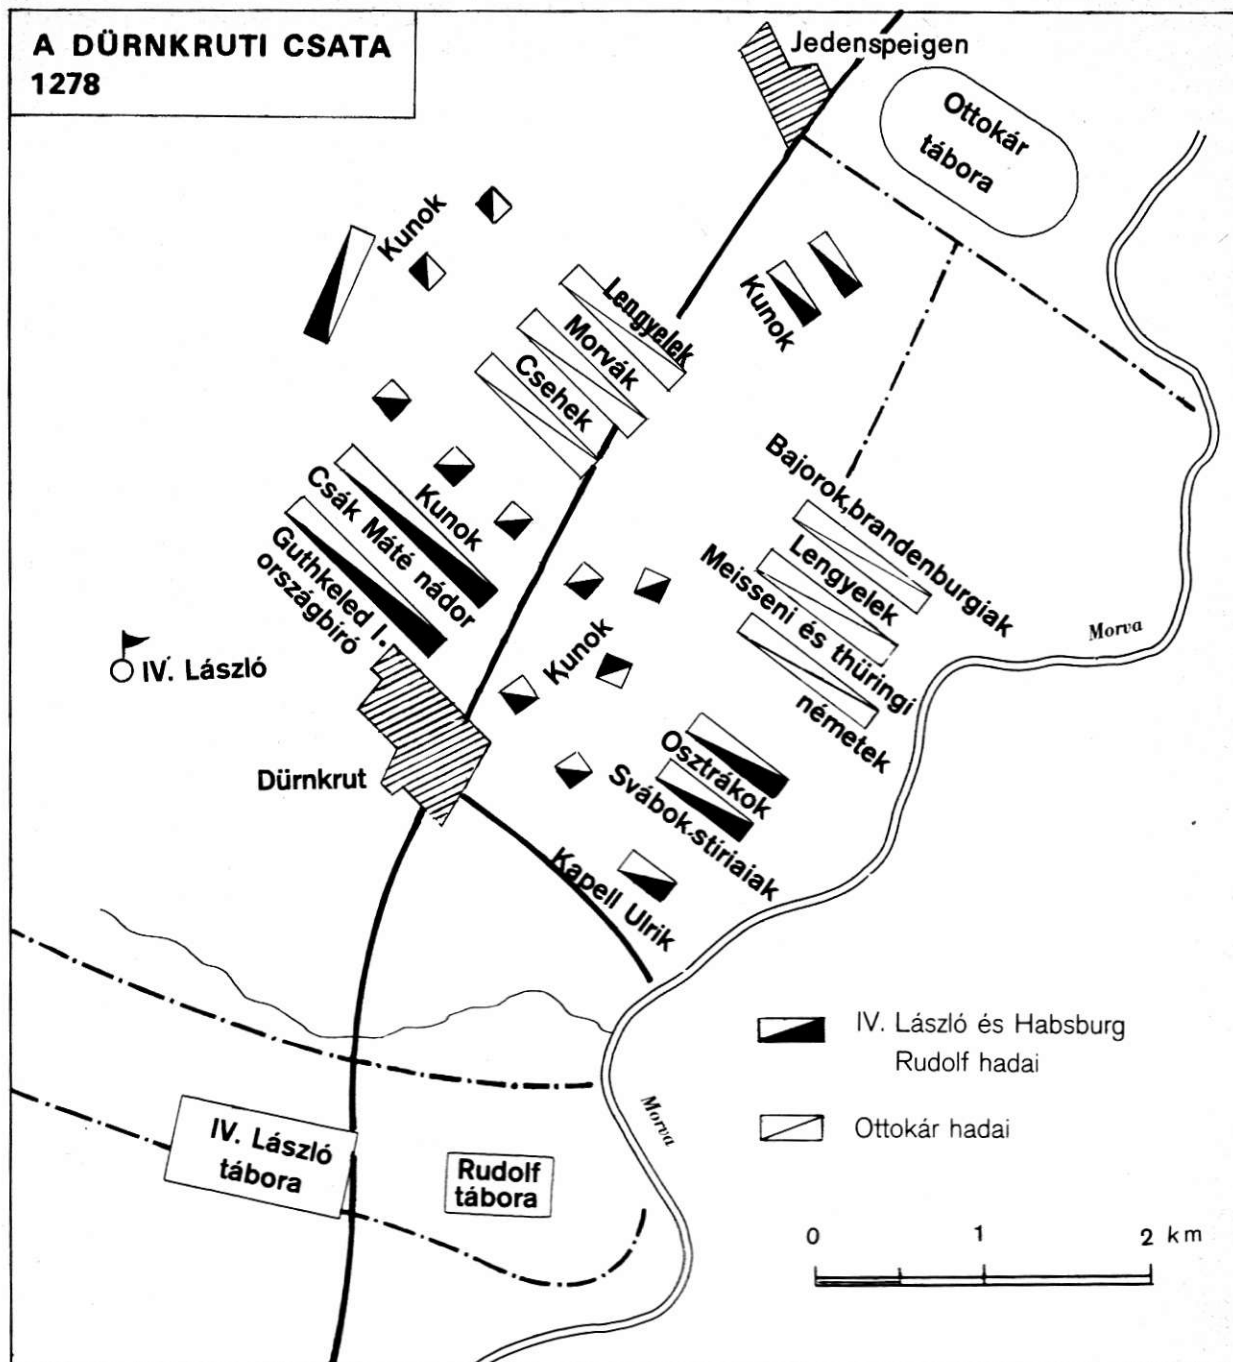 A DÜRNKRUTI CSATA
1278
Jedenspeigen
Ottokár
tábora
Kunok
Kunok
Lengyelek
Morvák
Csehek
Kunok
Csák Máté nádor
Guthkeled I.
országbíró
IV. László
Bajorok,brandenburgiak
Lengyelek
Meisseni és thüringi
németek
Morva
Kunok
Osztrákok
Svábok,stíriaiak
Dürnkrut
Kapell Ulrik
IV. László és Habsburg
Rudolf hadai
Ottokár hadai
Morva
IV. László
tábora
Rudolf
tábora
0 1 2 km